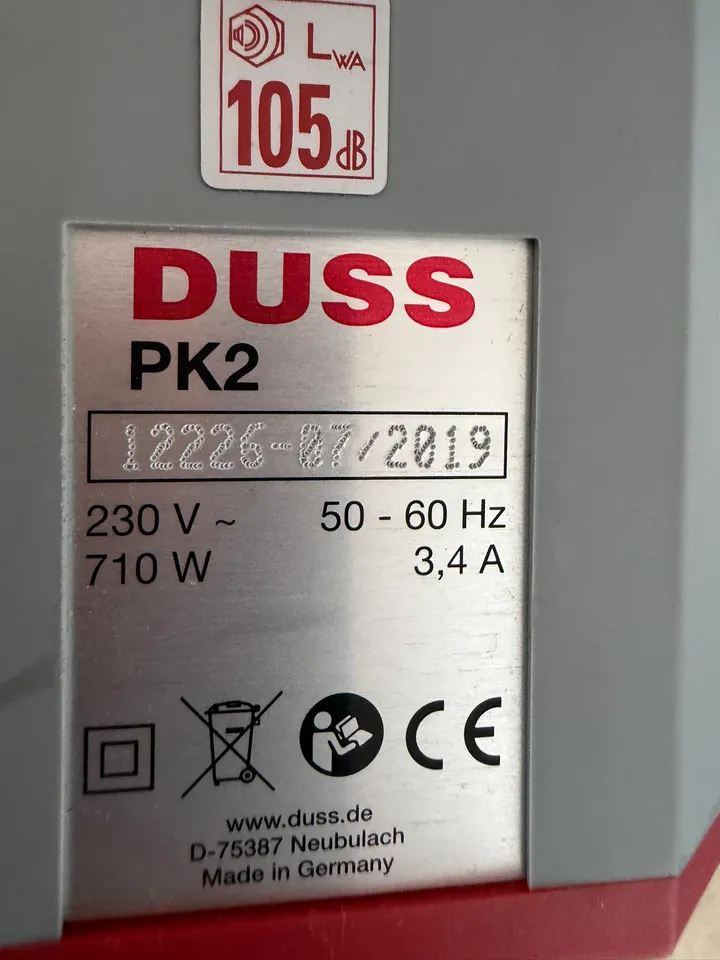 LWA
105 dB
DUSS
PK2
12226-07/2019
230 V ~ 50 - 60 Hz
710 W 3,4 A
CE
www.duss.de
D-75387 Neubulach
Made in Germany